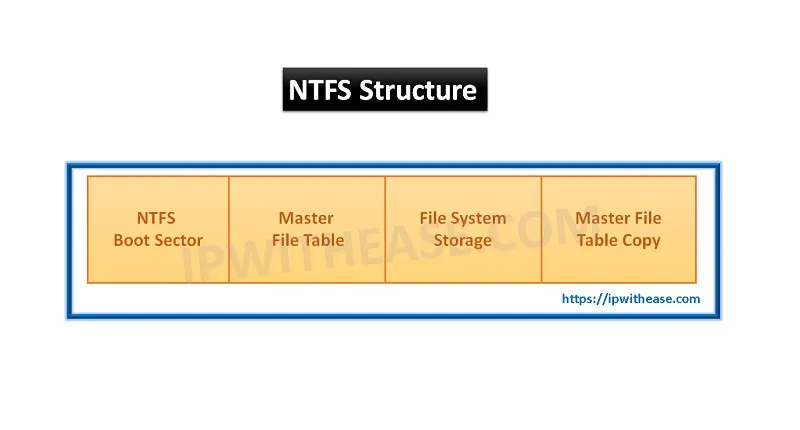 NTFS Structure
NTFS
Boot Sector
Master
File Table
File System
Storage
Master File
Table Copy
IPWITHEASE.COM
https://ipwithease.com